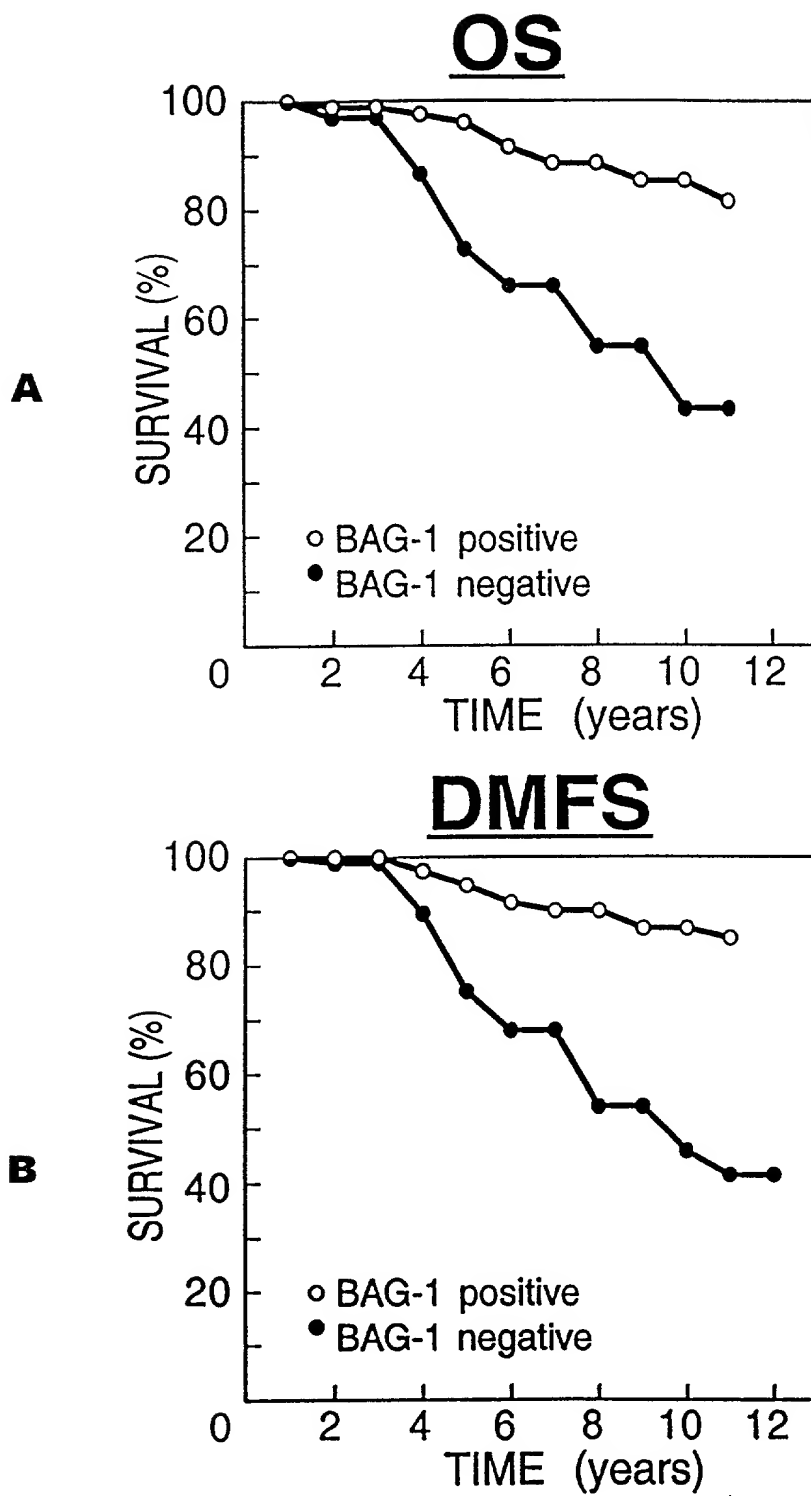 OS
100
80
60
40
20
0
SURVIVAL (%)
A
BAG-1 positive
BAG-1 negative
2 4 6 8 10 12
TIME (years)
DMFS
100
80
60
40
20
0
SURVIVAL (%)
B
BAG-1 positive
BAG-1 negative
2 4 6 8 10 12
TIME (years)